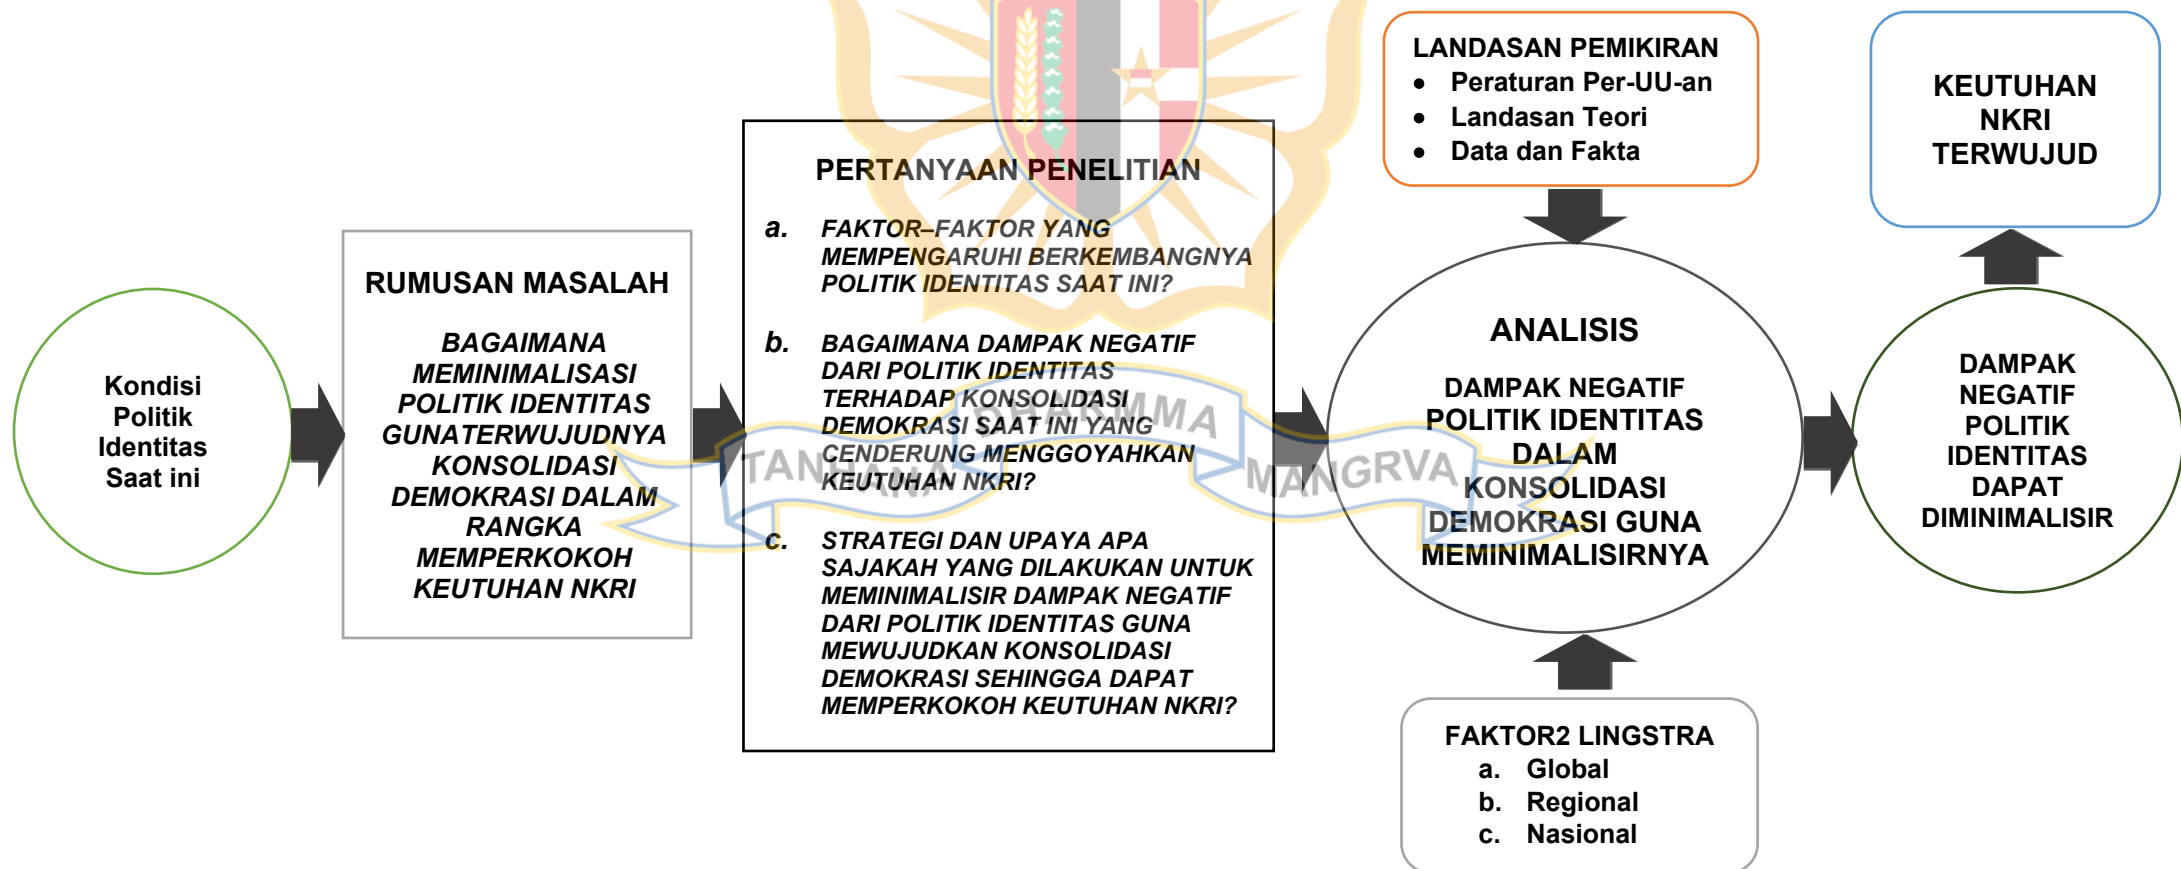 Kondisi
Politik
Identitas
Saat ini
RUMUSAN MASALAH
BAGAIMANA
MEMINIMALISASI
POLITIK IDENTITAS
GUNATERWUJUDNYA
KONSOLIDASI
DEMOKRASI DALAM
RANGKA
MEMPERKOKOH
KEUTUHAN NKRI
PERTANYAAN PENELITIAN
a. FAKTOR–FAKTOR YANG
MEMPENGARUHI BERKEMBANGNYA
POLITIK IDENTITAS SAAT INI?
b. BAGAIMANA DAMPAK NEGATIF
DARI POLITIK IDENTITAS
TERHADAP KONSOLIDASI
DEMOKRASI SAAT INI YANG
CENDERUNG MENGGOYAHKAN
KEUTUHAN NKRI?
c. STRATEGI DAN UPAYA APA
SAJAKAH YANG DILAKUKAN UNTUK
MEMINIMALISIR DAMPAK NEGATIF
DARI POLITIK IDENTITAS GUNA
MEWUJUDKAN KONSOLIDASI
DEMOKRASI SEHINGGA DAPAT
MEMPERKOKOH KEUTUHAN NKRI?
LANDASAN PEMIKIRAN
• Peraturan Per-UU-an
• Landasan Teori
• Data dan Fakta
ANALISIS
DAMPAK NEGATIF
POLITIK IDENTITAS
DALAM
KONSOLIDASI
DEMOKRASI GUNA
MEMINIMALISIRNYA
FAKTOR2 LINGSTRA
a. Global
b. Regional
c. Nasional
KEUTUHAN
NKRI
TERWUJUD
DAMPAK
NEGATIF
POLITIK
IDENTITAS
DAPAT
DIMINIMALISIR
TANHANA DHARMMA MANGRVA